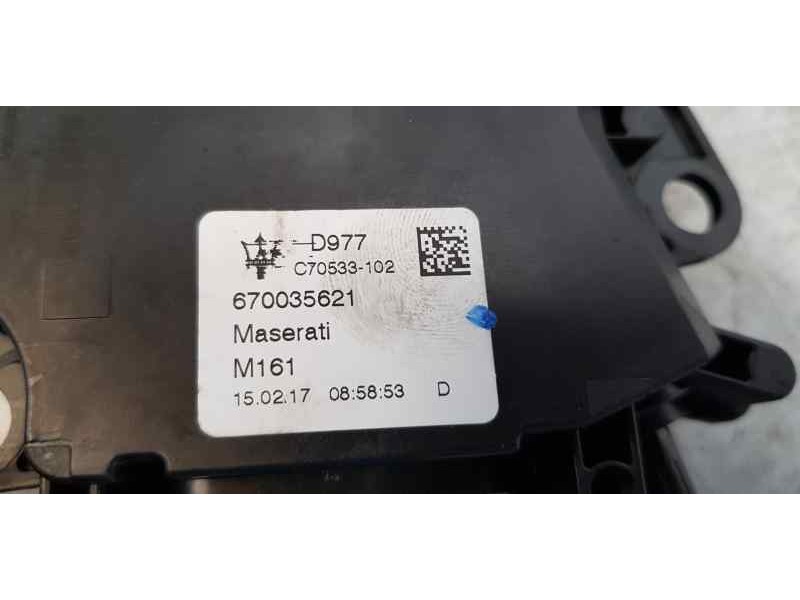 D977
C70533-102
670035621
Maserati
M161
15.02.17 08:58:53 D